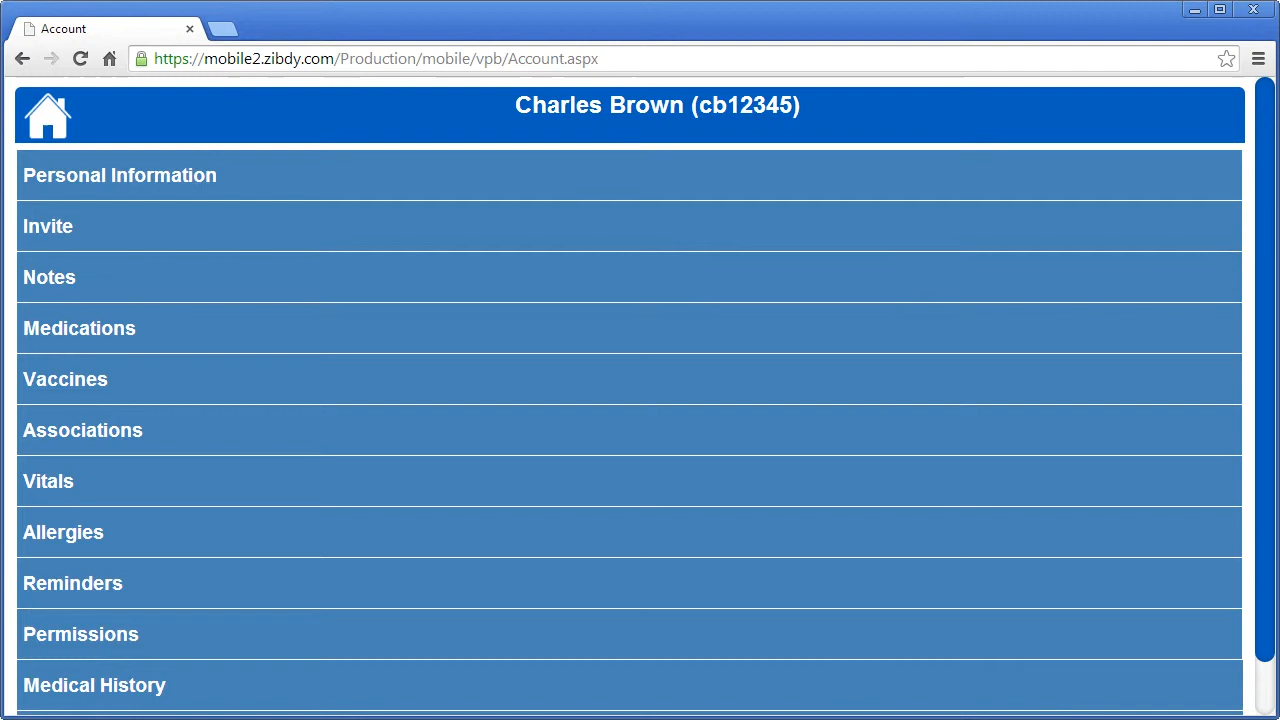 Account
https://mobile2.zibdy.com/Production/mobile/vpb/Account.aspx
Charles Brown (cb12345)
Personal Information
Invite
Notes
Medications
Vaccines
Associations
Vitals
Allergies
Reminders
Permissions
Medical History